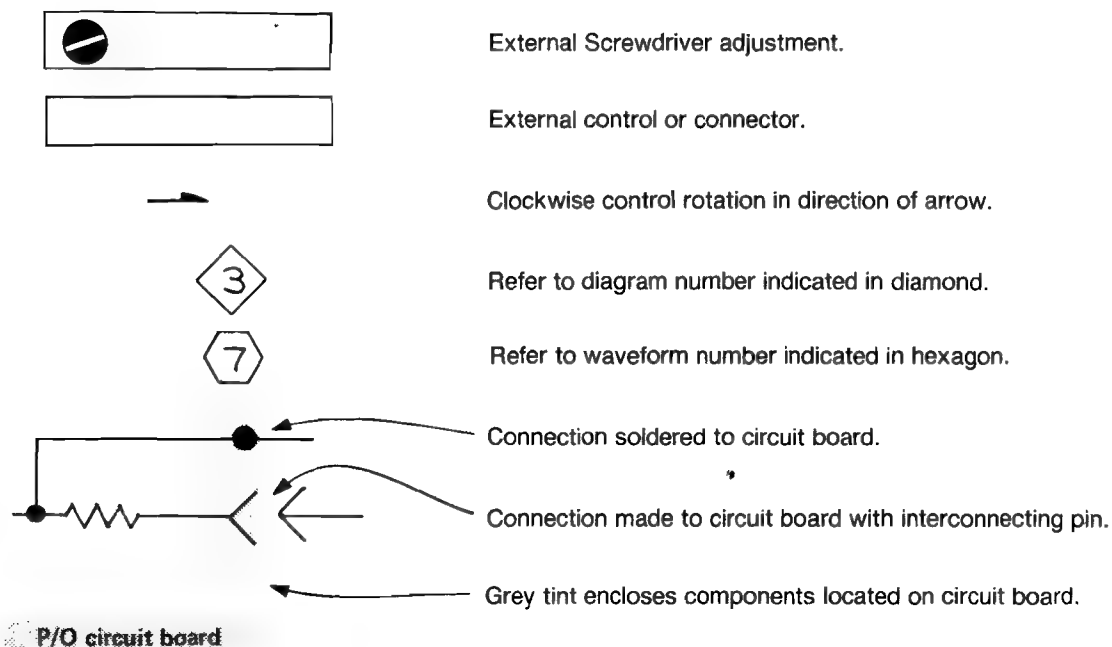 External Screwdriver adjustment.
External control or connector.
Clockwise control rotation in direction of arrow.
3
Refer to diagram number indicated in diamond.
7
Refer to waveform number indicated in hexagon.
Connection soldered to circuit board.
Connection made to circuit board with interconnecting pin.
Grey tint encloses components located on circuit board.
P/O circuit board